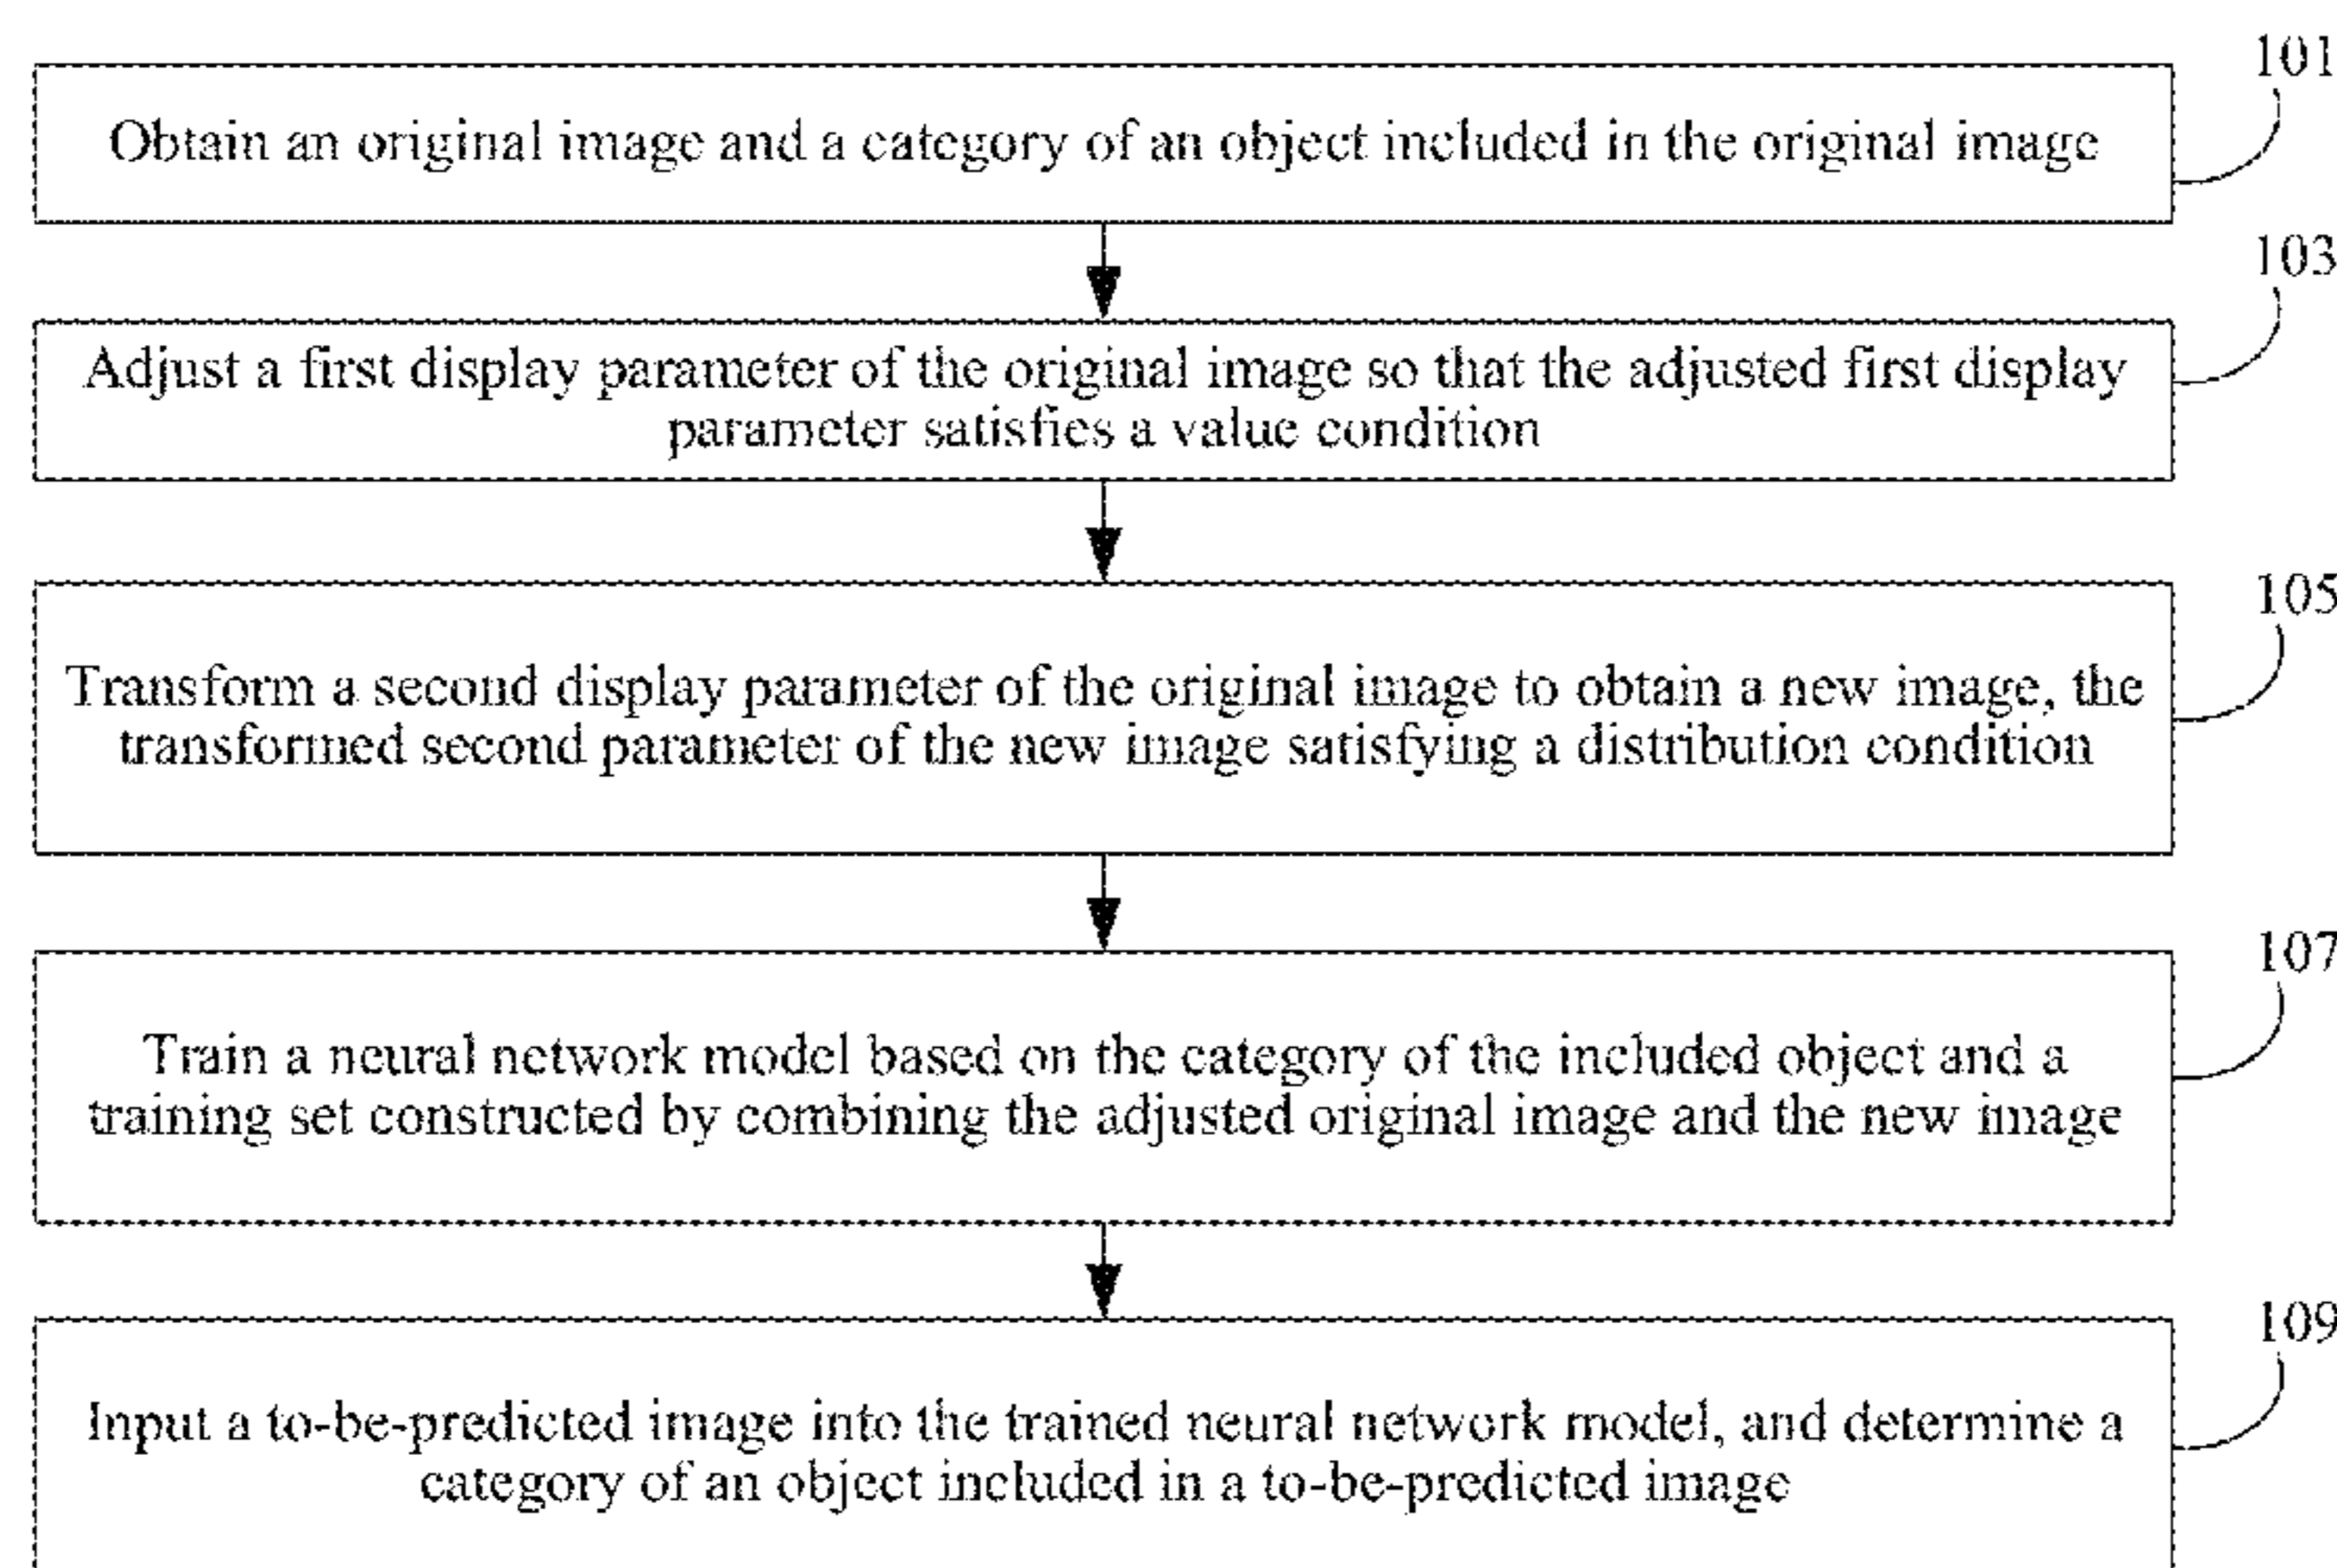 101
Obtain an original image and a category of an object included in the original image
103
Adjust a first display parameter of the original image so that the adjusted first display
parameter satisfies a value condition
105
Transform a second display parameter of the original image to obtain a new image, the
transformed second parameter of the new image satisfying a distribution condition
107
Train a neural network model based on the category of the included object and a
training set constructed by combining the adjusted original image and the new image
109
Input a to-be-predicted image into the trained neural network model, and determine a
category of an object included in a to-be-predicted image